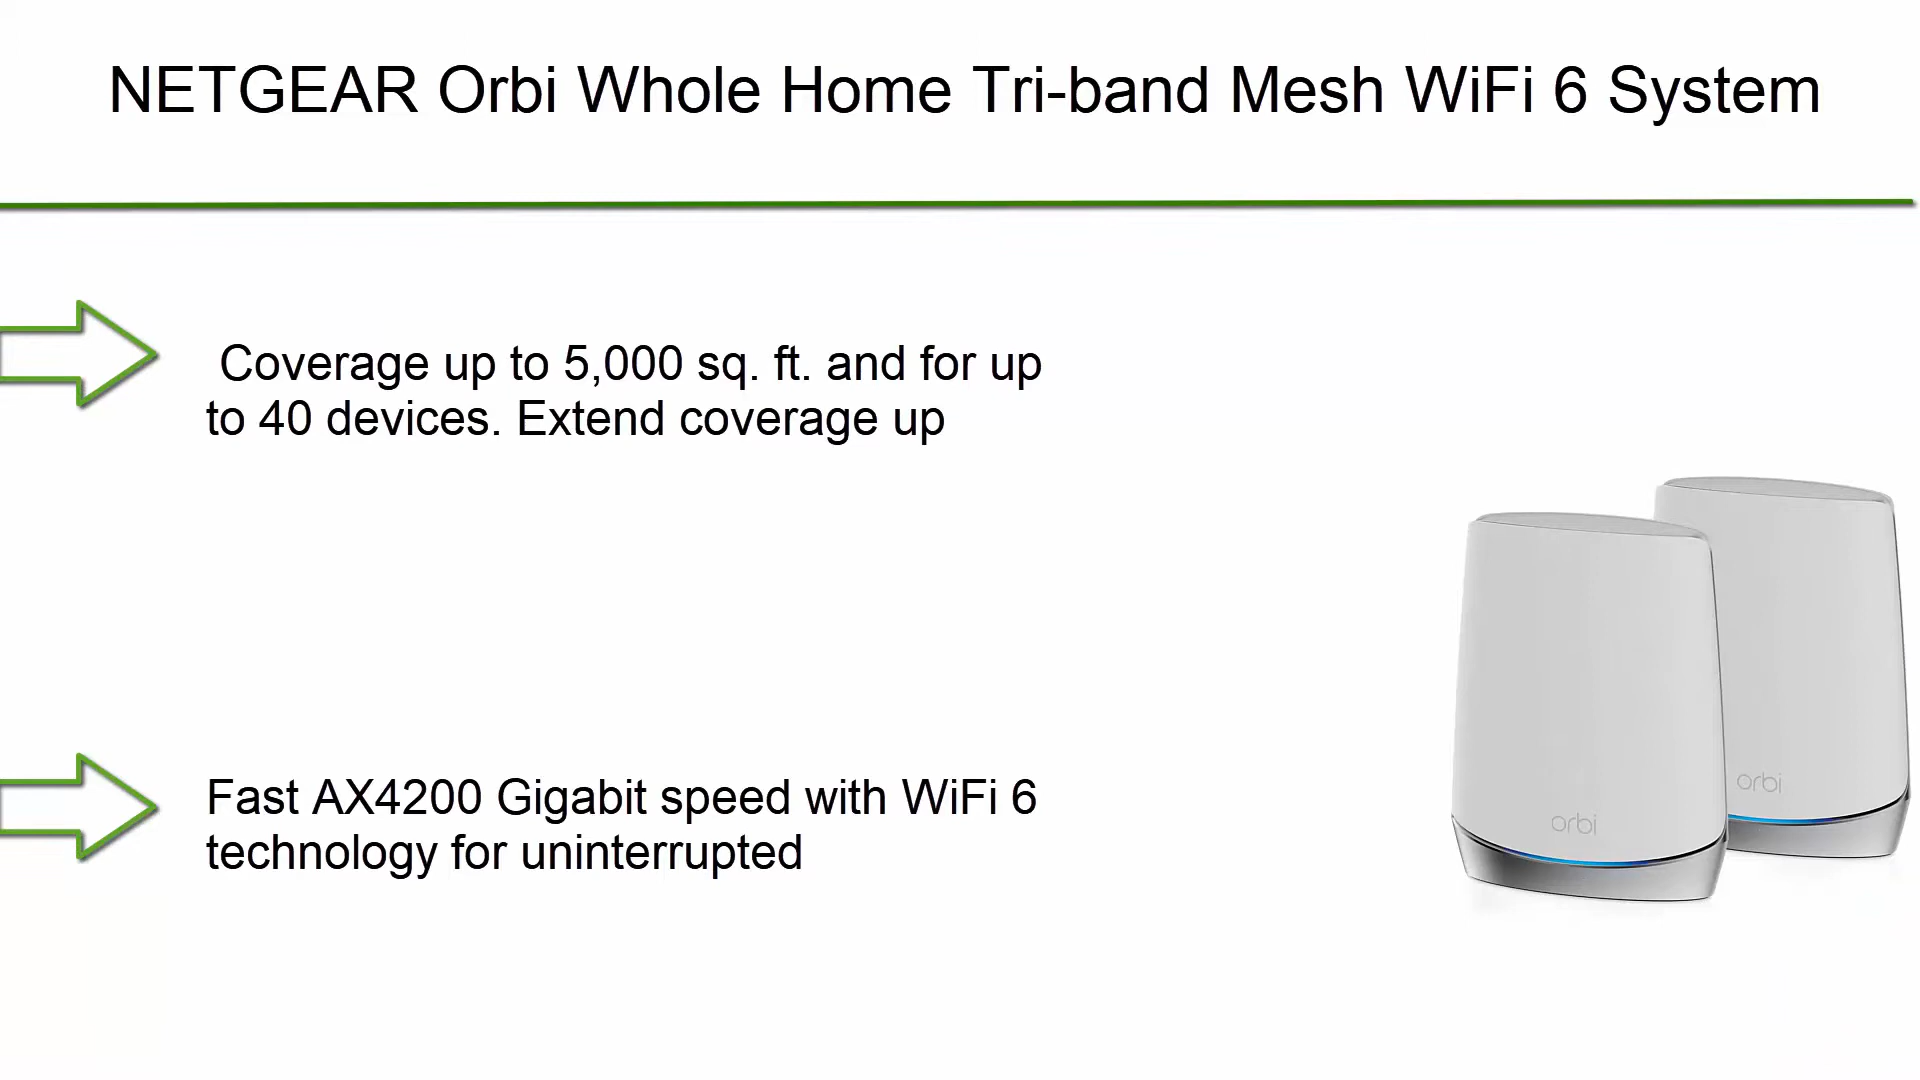 NETGEAR Orbi Whole Home Tri-band Mesh WiFi 6 System
Coverage up to 5,000 sq. ft. and for up
to 40 devices. Extend coverage up
Fast AX4200 Gigabit speed with WiFi 6
technology for uninterrupted
orbi
orbi